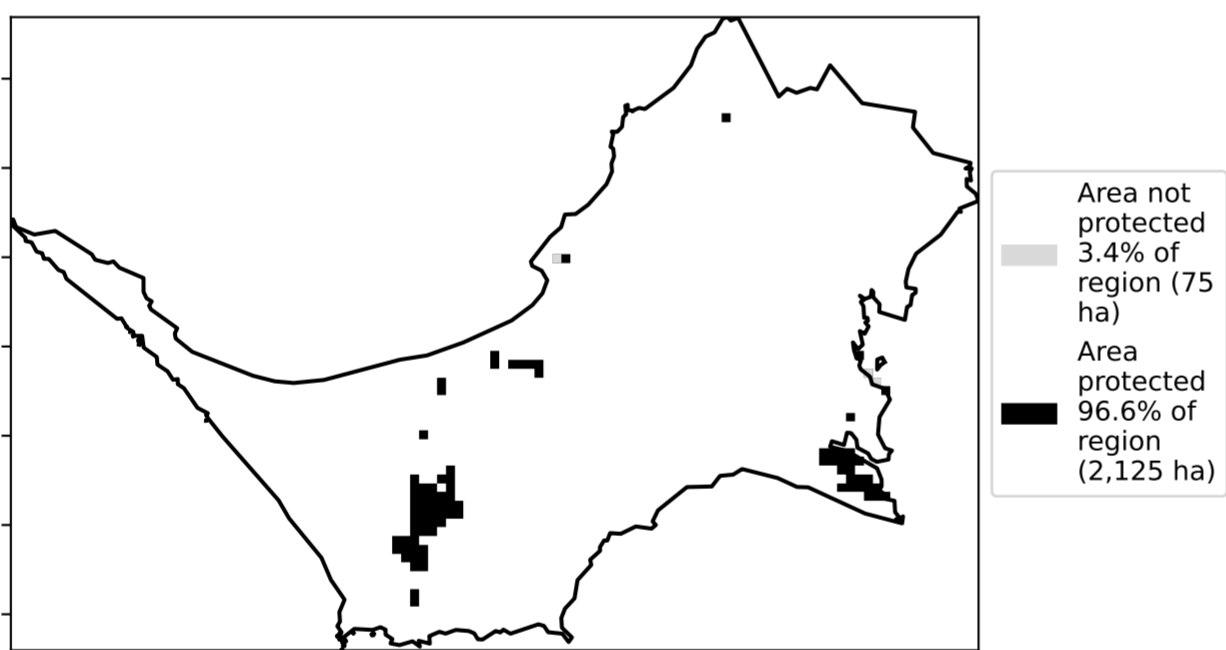 Area not
protected
3.4% of
region (75
ha)
Area
protected
96.6% of
region
(2,125 ha)